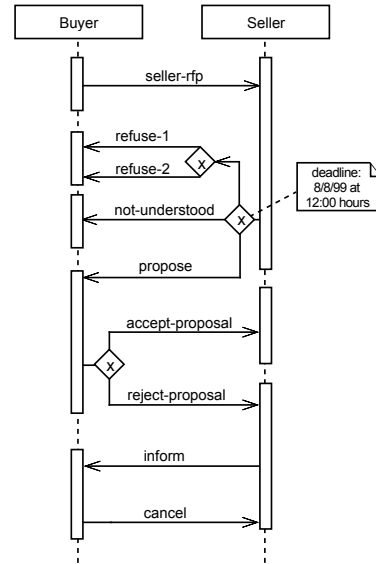 Buyer
Seller
seller-rfp
refuse-1
x
refuse-2
deadline:
8/8/99 at
12:00 hours
not-understood
x
propose
accept-proposal
x
reject-proposal
inform
cancel